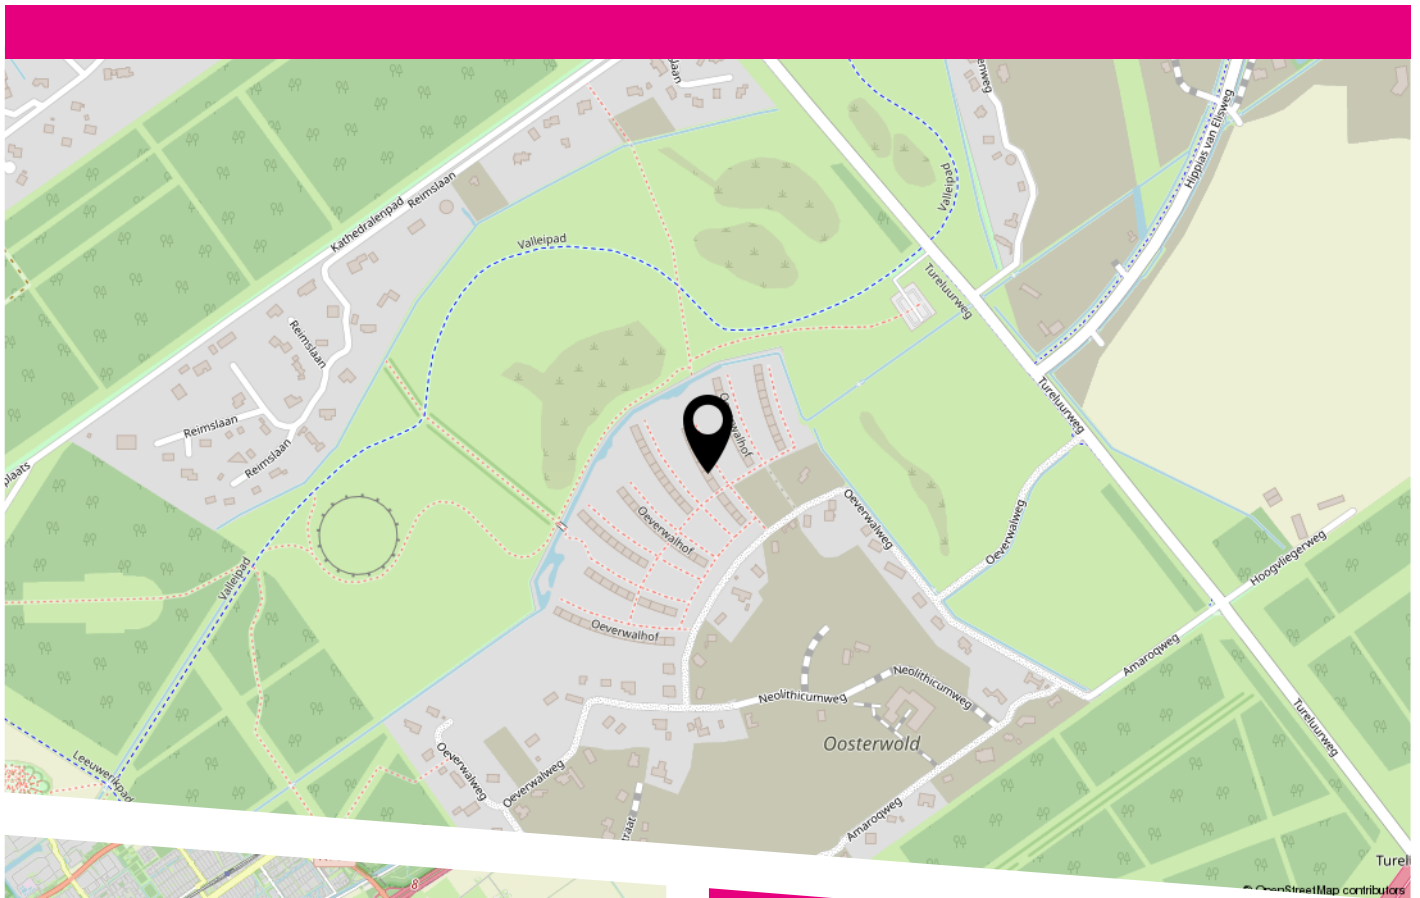 Reimslaan
Kathedralenpad
Hippias van Elisweg
Valleipad
Valleipad
Tureluurweg
Reimslaan
Tureluurweg
Reimslaan
Reimslaan
Oeverwalhof
Oeverwalweg
Oeverwalweg
Hoogvliegerweg
Valleipad
Oeverwalhof
Amaroqweg
Neolithicumweg
Neolithicumweg
Tureluurweg
Oosterwold
Leeuwerikpad
Oeverwalweg
Oeverwalweg
Amaroqweg
8
© OpenStreetMap contributors